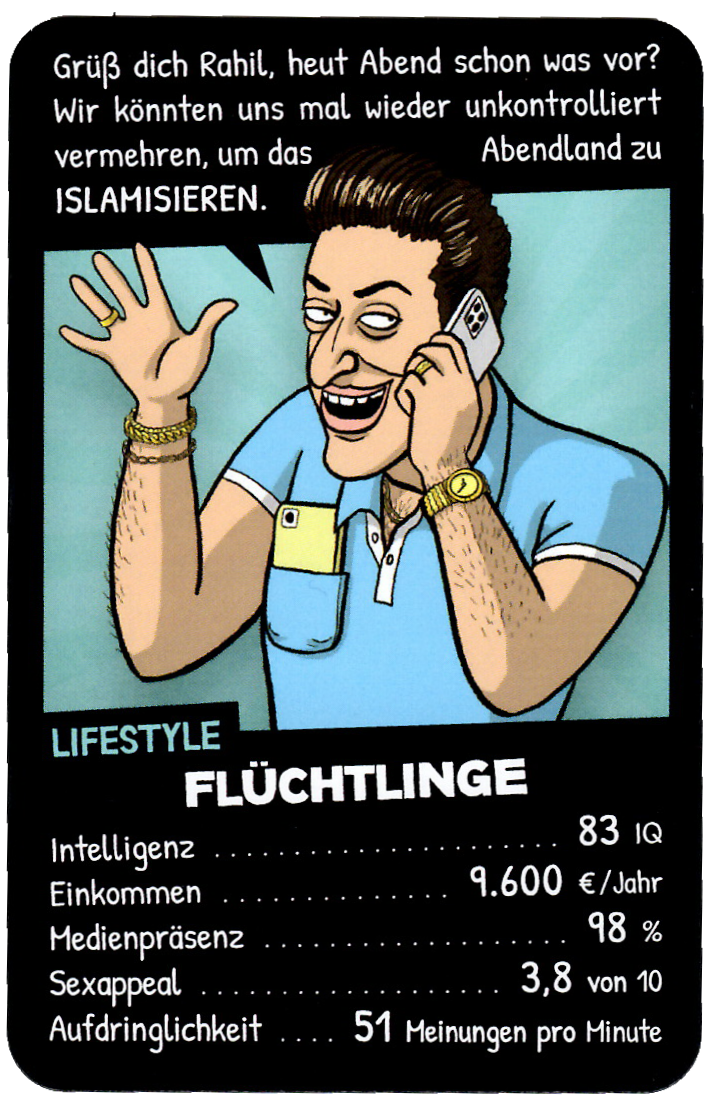 Grüß dich Rahil, heut Abend schon was vor?
Wir könnten uns mal wieder unkontrolliert
vermehren, um das Abendland zu
ISLAMISIEREN.
LIFESTYLE
FLÜCHTLINGE
Intelligenz ........................ 83 IQ
Einkommen ............... 9.600 €/Jahr
Medienpräsenz .................... 98 %
Sexappeal .................... 3,8 von 10
Aufdringlichkeit .... 51 Meinungen pro Minute